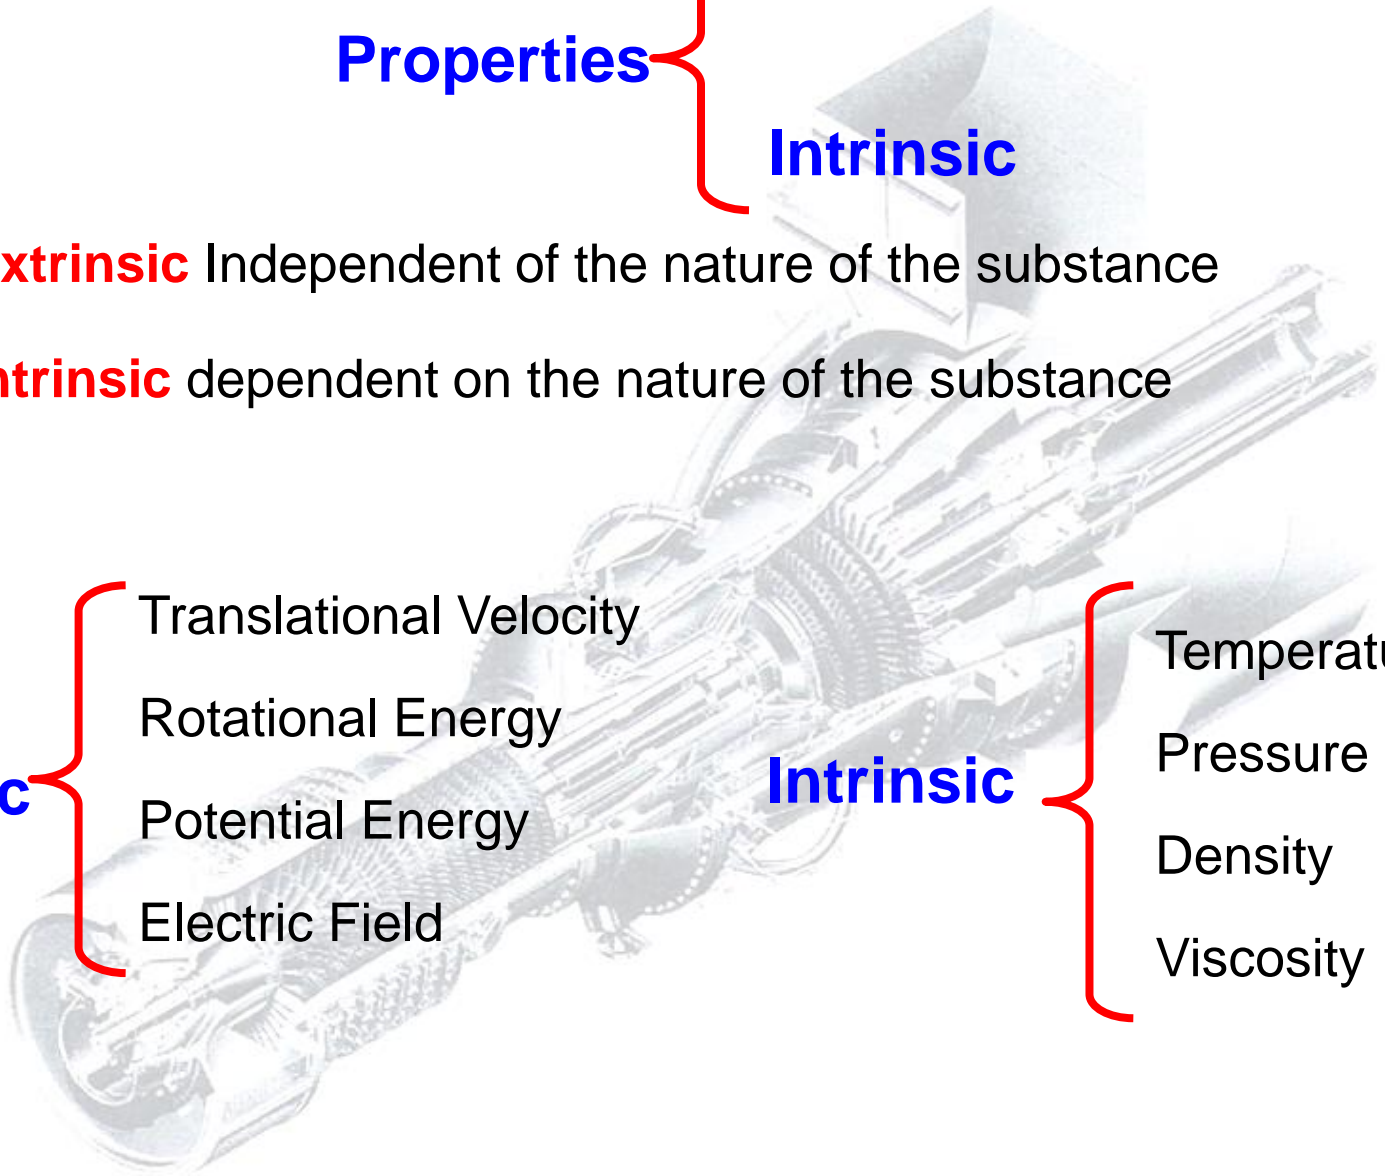 Properties
Intrinsic
xtrinsic Independent of the nature of the substance
ntrinsic dependent on the nature of the substance
Translational Velocity
Rotational Energy
c
Potential Energy
Electric Field
Intrinsic
Temperatu
Pressure
Density
Viscosity